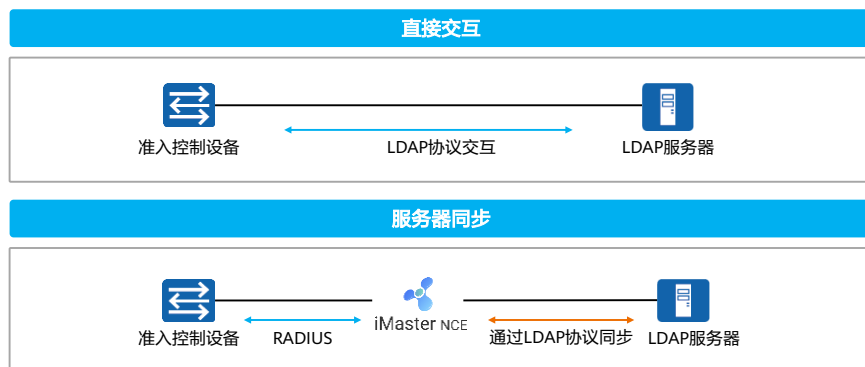 直接交互
准入控制设备
LDAP协议交互
LDAP服务器
服务器同步
iMaster NCE
准入控制设备
RADIUS
通过LDAP协议同步
LDAP服务器